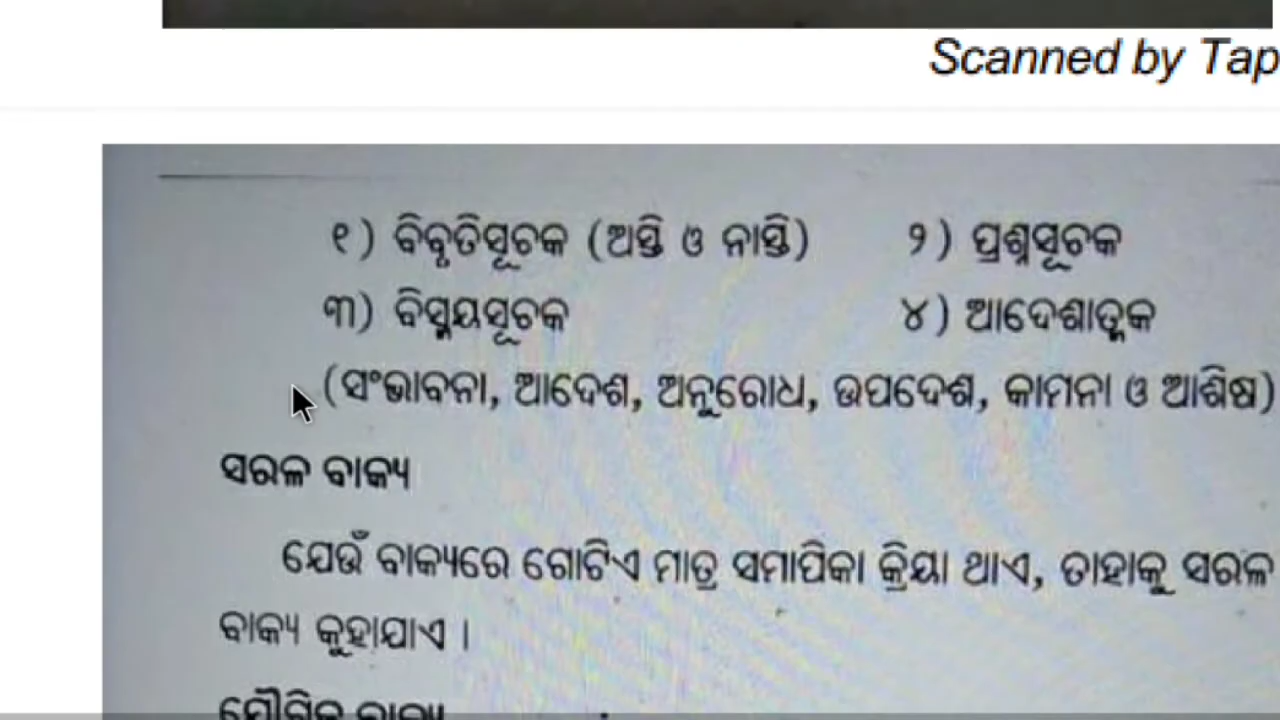 Scanned by Tap
୧) ବିବୃତିସୂଚକ (ଅସ୍ତି ଓ ନାସ୍ତି) ୨) ପ୍ରଶ୍ନସୂଚକ
୩) ବିସ୍ମୟସୂଚକ ୪) ଆଦେଶାତ୍ମକ
(ସଂଭାବନା, ଆଦେଶ, ଅନୁରୋଧ, ଉପଦେଶ, କାମନା ଓ ଆଶିଷ)
ସରଳ ବାକ୍ୟ
ଯେଉଁ ବାକ୍ୟରେ ଗୋଟିଏ ମାତ୍ର ସମାପିକା କ୍ରିୟା ଥାଏ, ତାହାକୁ ସରଳ
ବାକ୍ୟ କୁହାଯାଏ ।
ଯୌଗିକ ବାକ୍ୟ